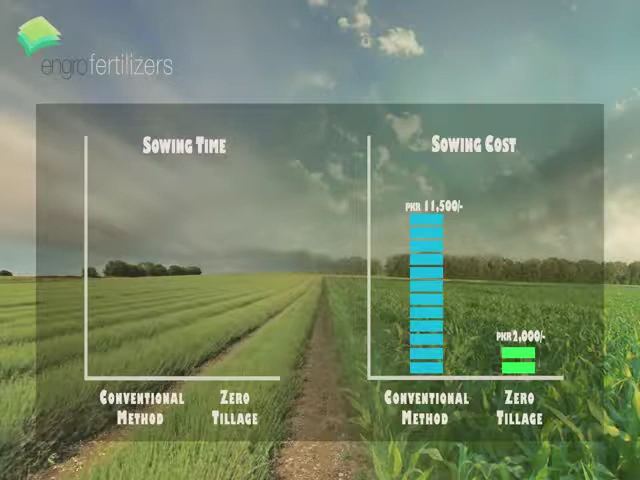 engrofertilizers
SOWING TIME
SOWING COST
PKR 11,500/-
PKR 2,000/-
CONVENTIONAL
METHOD
ZERO
TILLAGE
CONVENTIONAL
METHOD
ZERO
TILLAGE